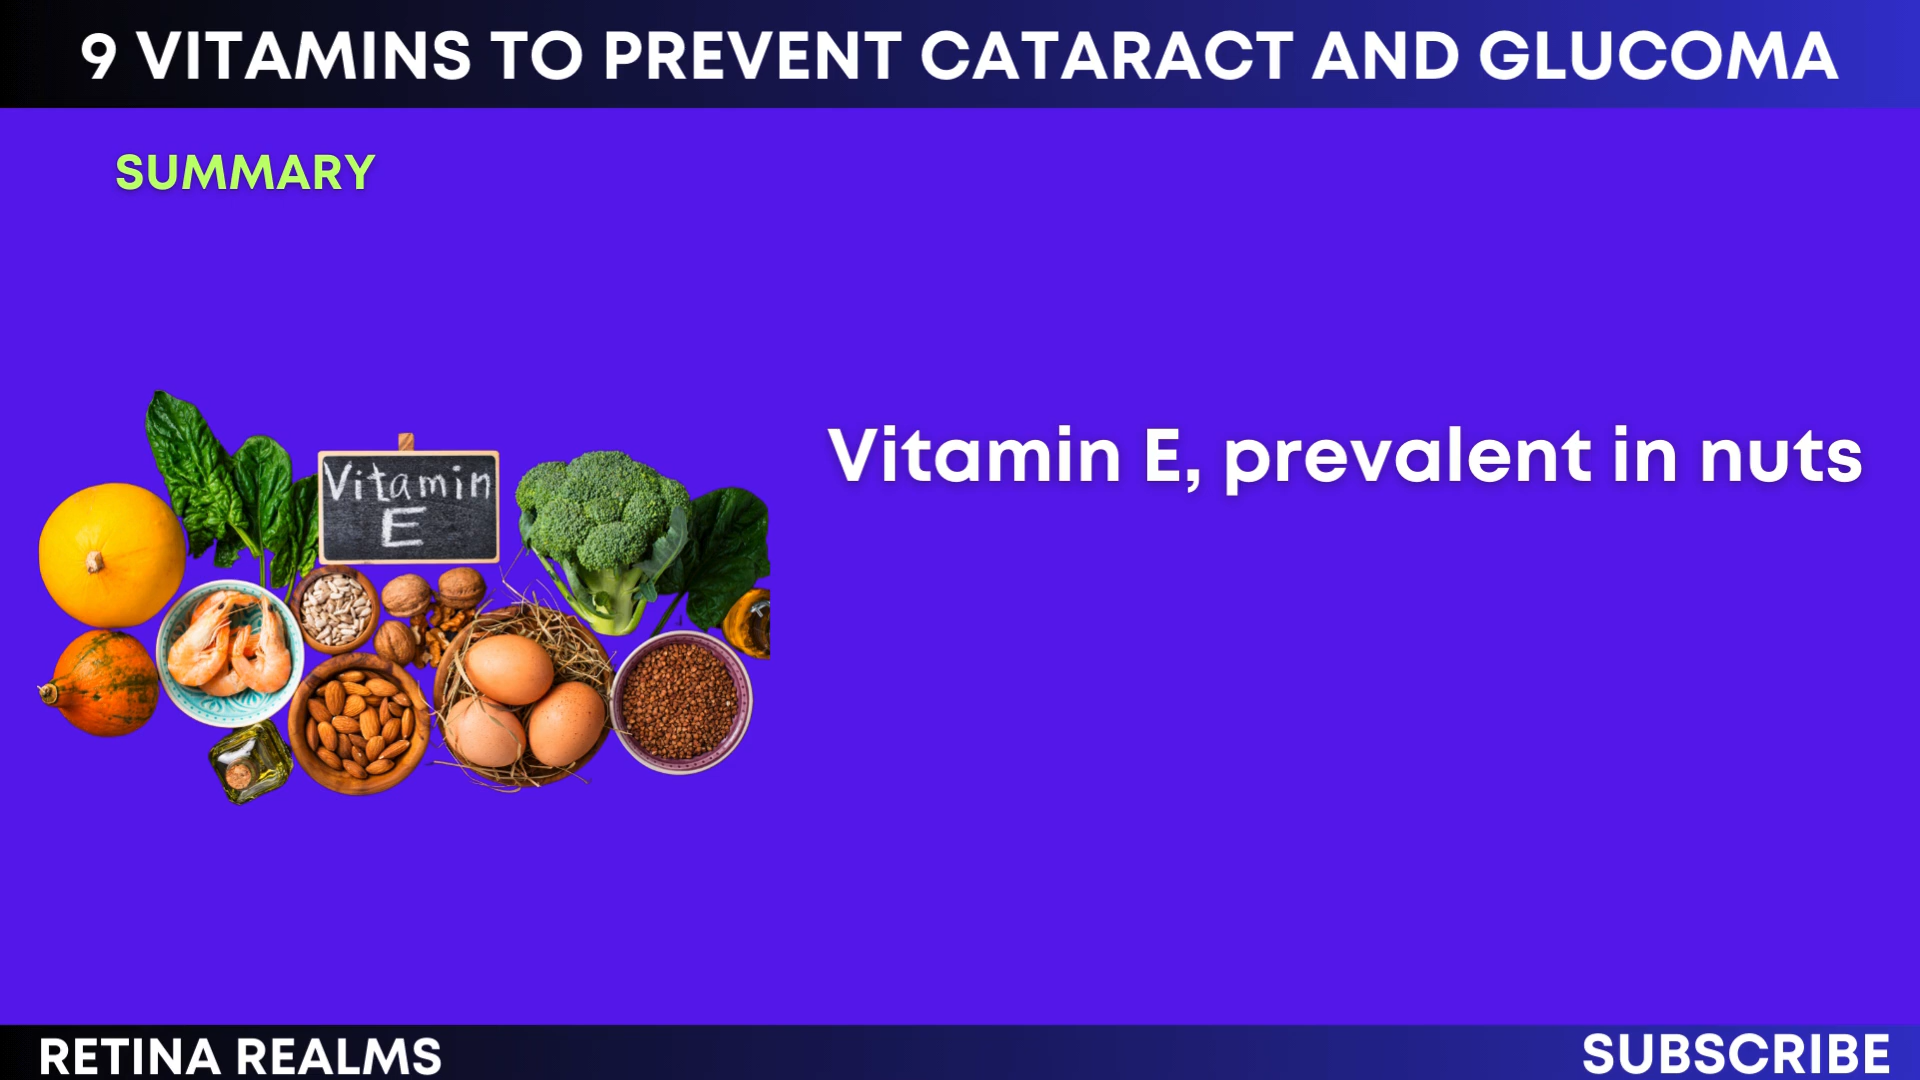 9 VITAMINS TO PREVENT CATARACT AND GLUCOMA
SUMMARY
Vitamin
E
Vitamin E, prevalent in nuts
RETINA REALMS
SUBSCRIBE